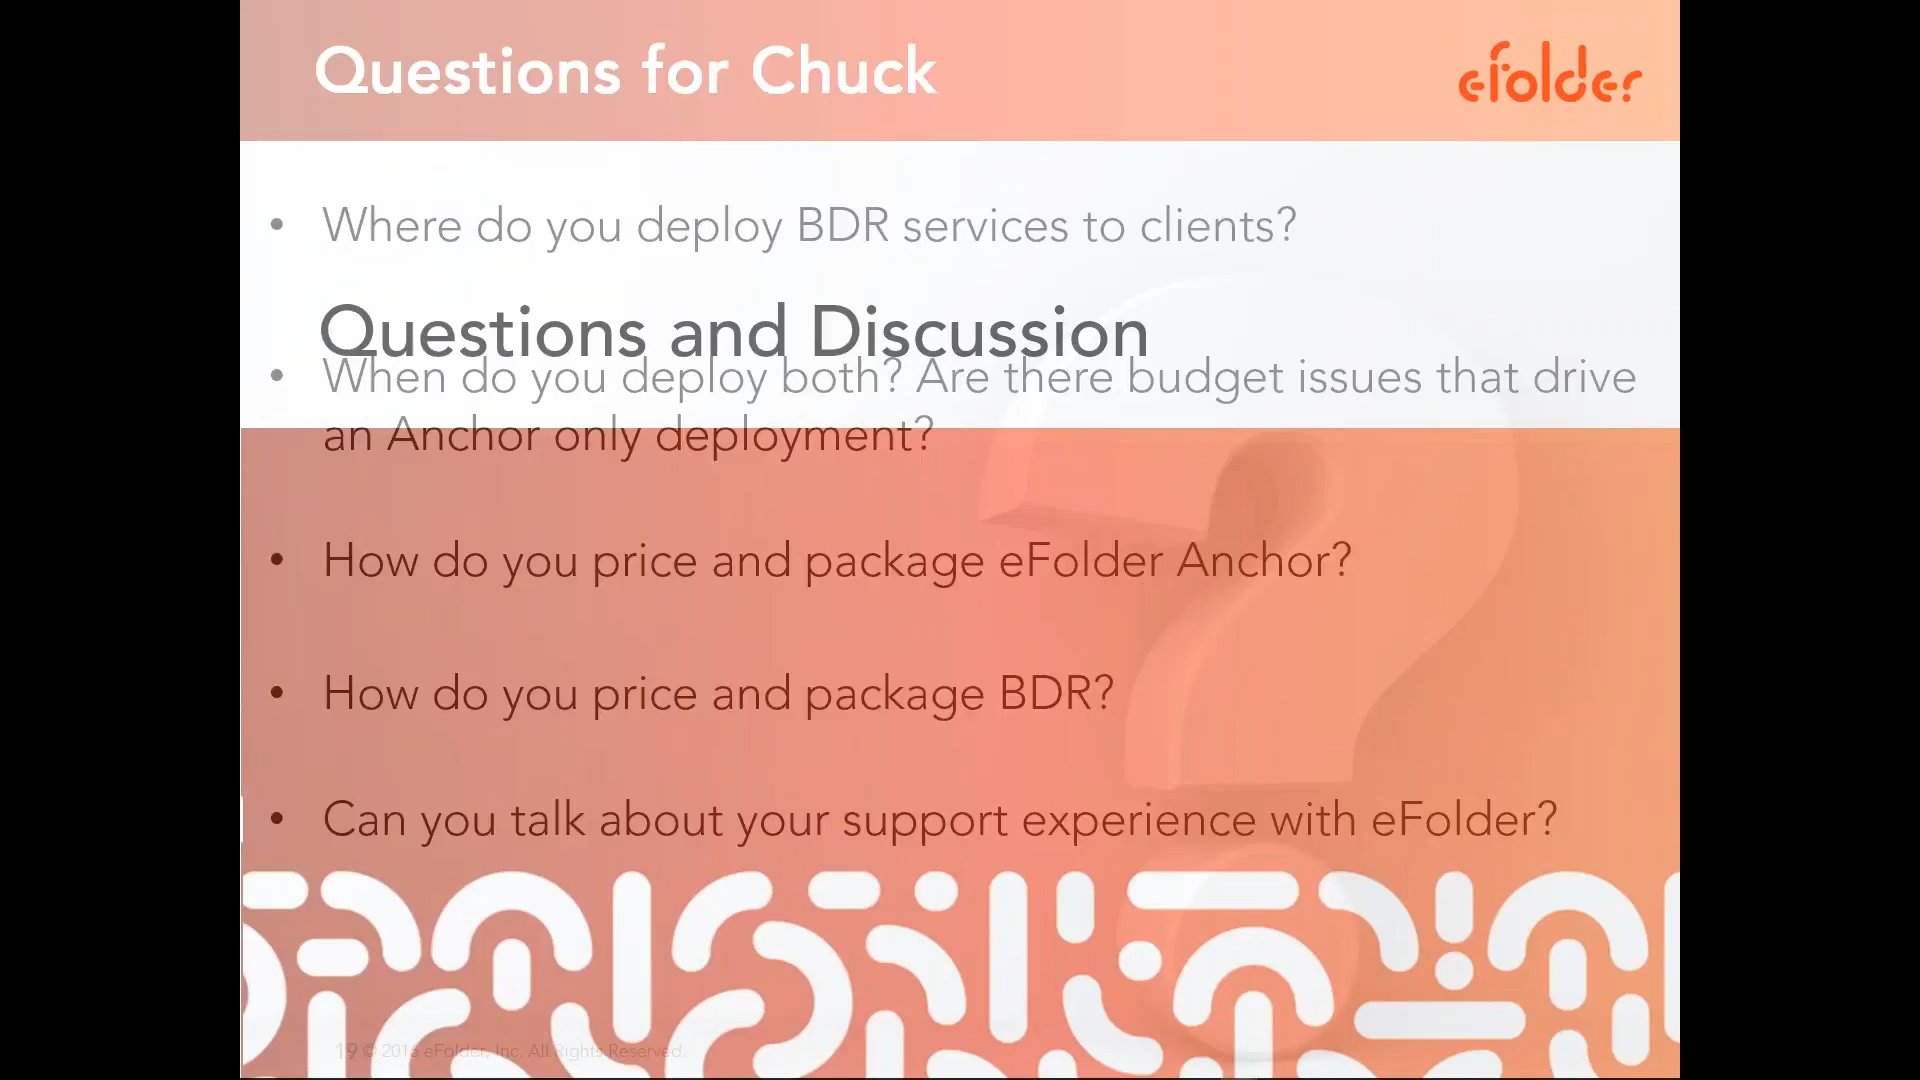 Questions for Chuck
efolder
• Where do you deploy BDR services to clients?
Questions and Discussion
• When do you deploy both? Are there budget issues that drive
an Anchor only deployment?
• How do you price and package eFolder Anchor?
• How do you price and package BDR?
• Can you talk about your support experience with eFolder?
19 © 2016 eFolder, Inc. All Rights Reserved.